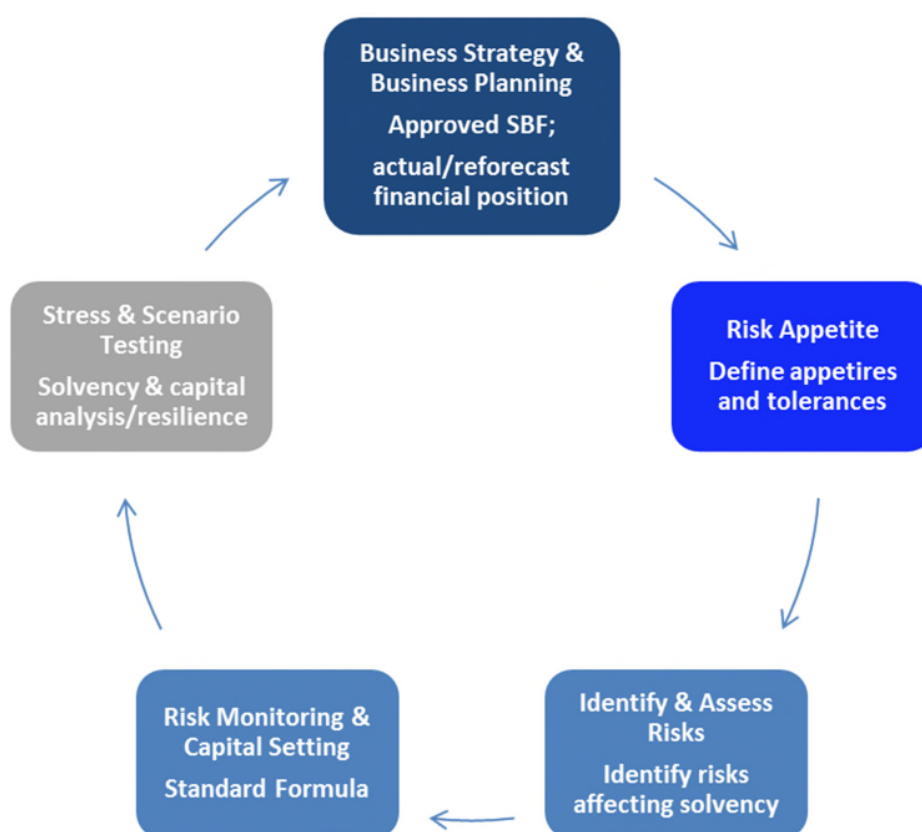 Business Strategy &
Business Planning
Approved SBF;
actual/reforecast
financial position
Risk Appetite
Define appetires
and tolerances
Identify & Assess
Risks
Identify risks
affecting solvency
Risk Monitoring &
Capital Setting
Standard Formula
Stress & Scenario
Testing
Solvency & capital
analysis/resilience